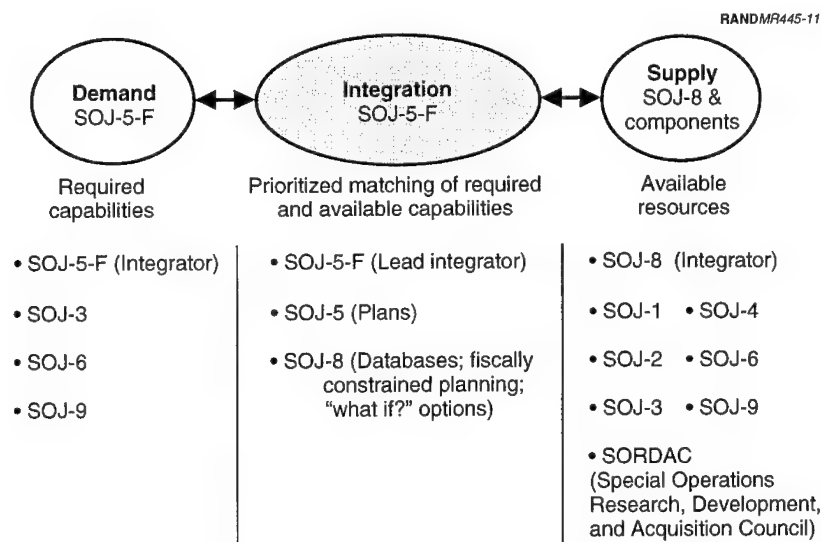 RANDMR445-11
Demand
SOJ-5-F
Integration
SOJ-5-F
Supply
SOJ-8 &
components
Required
capabilities
Prioritized matching of required
and available capabilities
Available
resources
• SOJ-5-F (Integrator)
• SOJ-3
• SOJ-6
• SOJ-9
• SOJ-5-F (Lead integrator)
• SOJ-5 (Plans)
• SOJ-8 (Databases; fiscally
constrained planning;
“what if?” options)
• SOJ-8 (Integrator)
• SOJ-1 • SOJ-4
• SOJ-2 • SOJ-6
• SOJ-3 • SOJ-9
• SORDAC
(Special Operations
Research, Development,
and Acquisition Council)